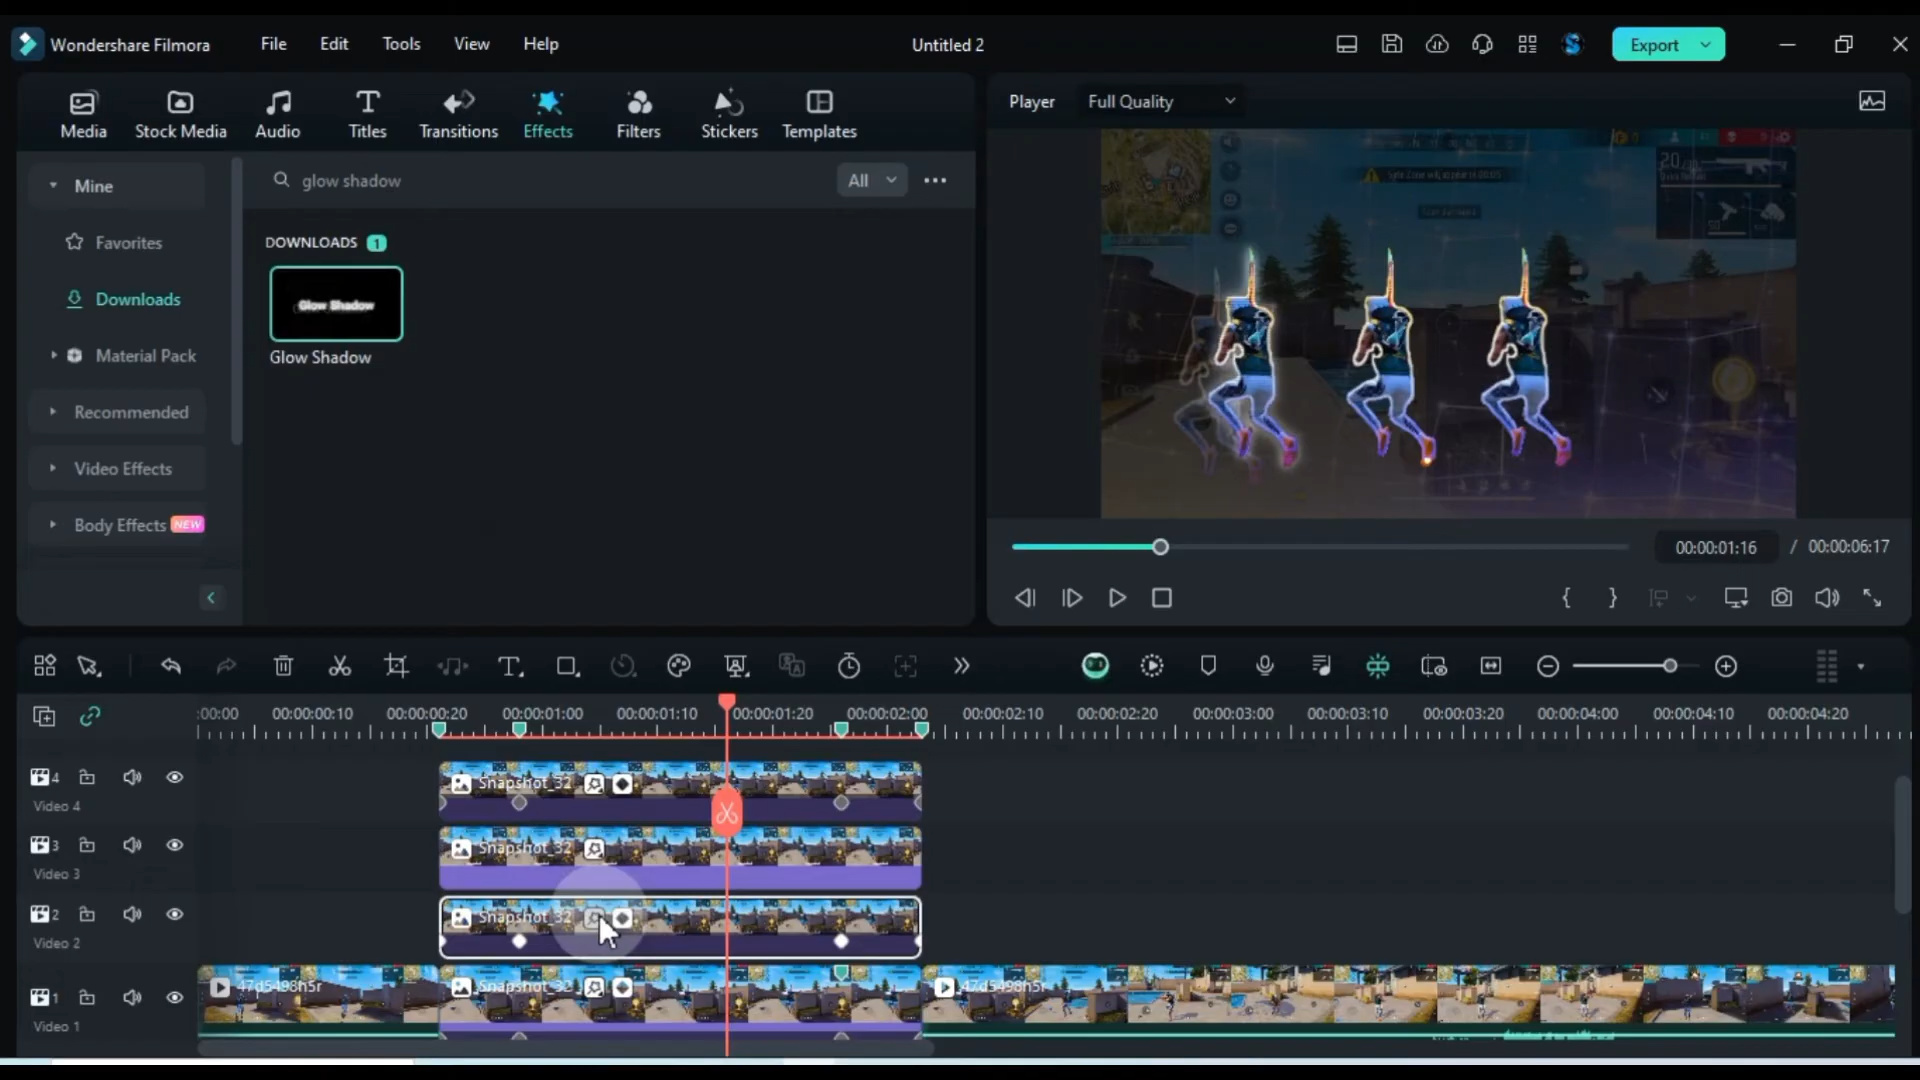 Wondershare Filmora File Edit Tools View Help Untitled 2 Export
Media Stock Media Audio Titles Transitions Effects Filters Stickers Templates
Player Full Quality
Mine
glow shadow All
Favorites
DOWNLOADS 1
Glow Shadow
Downloads
Glow Shadow
Material Pack
Recommended
Video Effects
Body Effects NEW
20
00:00:01:16 / 00:00:06:17
:00:00 00:00:00:10 00:00:00:20 00:00:01:00 00:00:01:10 00:00:01:20 00:00:02:00 00:00:02:10 00:00:02:20 00:00:03:00 00:00:03:10 00:00:03:20 00:00:04:00 00:00:04:10 00:00:04:20
4 Snapshot_32
Video 4
3 Snapshot_32
Video 3
2 Snapshot_32
Video 2
1 47d5498h5r Snapshot_32 47d5498h5r
Video 1